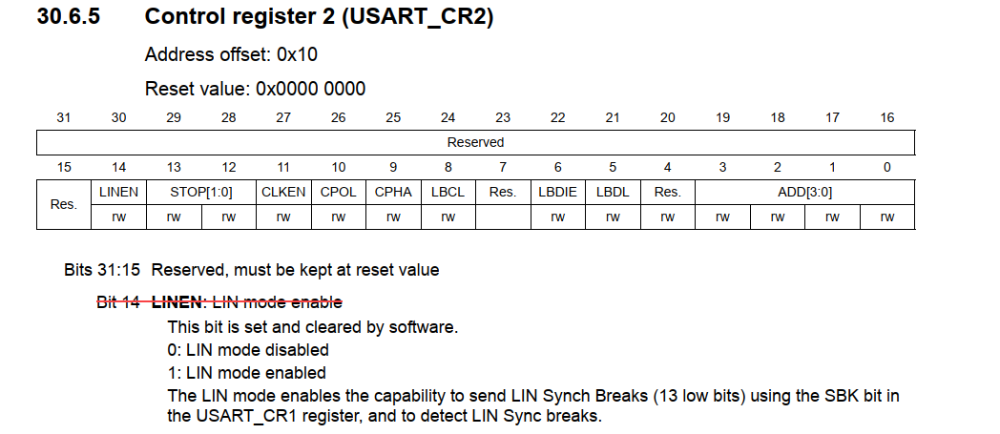 30.6.5 Control register 2 (USART_CR2)
Address offset: 0x10
Reset value: 0x0000 0000
31 30 29 28 27 26 25 24 23 22 21 20 19 18 17 16
Reserved
15 14 13 12 11 10 9 8 7 6 5 4 3 2 1 0
Res. LINEN STOP[1:0] CLKEN CPOL CPHA LBCL Res. LBDIE LBDL Res. ADD[3:0]
rw rw rw rw rw rw rw rw rw rw rw rw rw
Bits 31:15 Reserved, must be kept at reset value
Bit 14 LINEN: LIN mode enable
This bit is set and cleared by software.
0: LIN mode disabled
1: LIN mode enabled
The LIN mode enables the capability to send LIN Synch Breaks (13 low bits) using the SBK bit in
the USART_CR1 register, and to detect LIN Sync breaks.